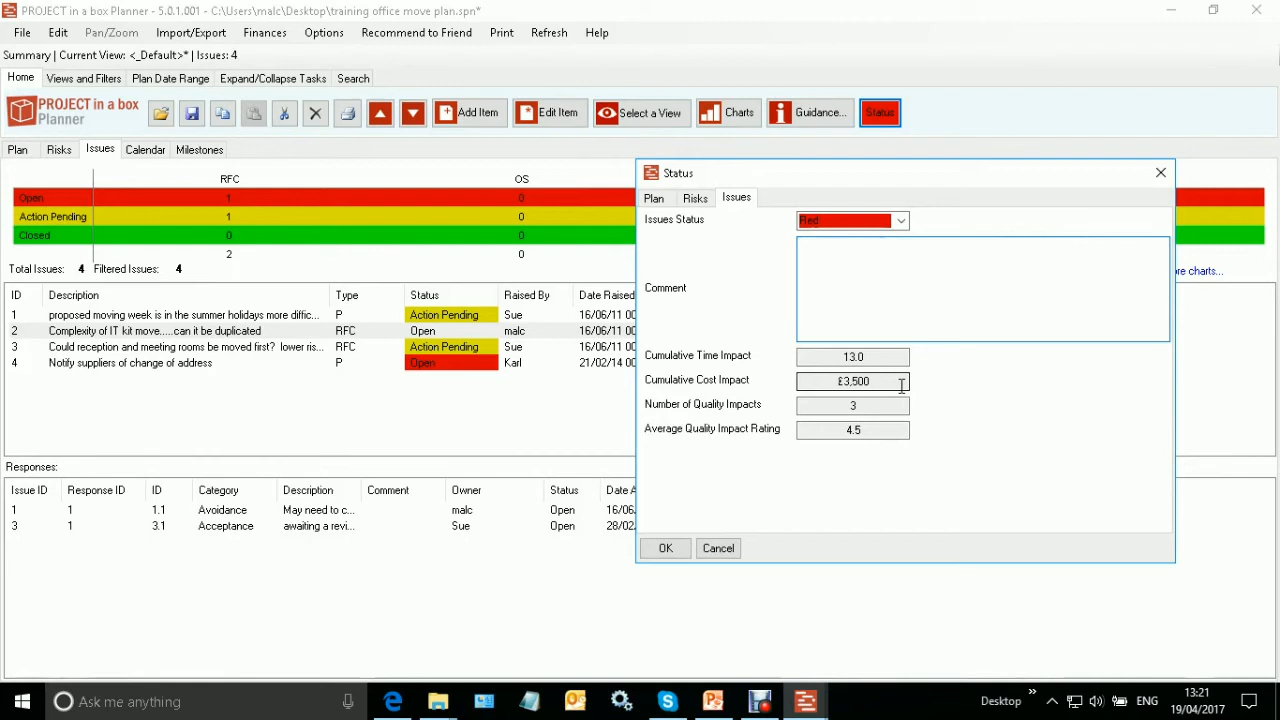 PROJECT in a box Planner - 5.0.1.001 - C:\Users\malc\Desktop\training office move plan.spn*
File Edit Pan/Zoom Import/Export Finances Options Recommend to Friend Print Refresh Help
Summary | Current View: <_Default>* | Issues: 4
Home Views and Filters Plan Date Range Expand/Collapse Tasks Search
PROJECT in a box
Planner
Add Item Edit Item Select a View Charts Guidance... Status
Plan Risks Issues Calendar Milestones
RFC OS
Open 1 0
Action Pending 1 0
Closed 0 0
2 0
Total Issues: 4 Filtered Issues: 4
re charts...
ID Description Type Status Raised By Date Raised
1 proposed moving week is in the summer holidays more diffic... P Action Pending Sue 16/06/11 00
2 Complexity of IT kit move.....can it be duplicated RFC Open malc 16/06/11 00
3 Could reception and meeting rooms be moved first? lower ris... RFC Action Pending Sue 16/06/11 00
4 Notify suppliers of change of address P Open Karl 21/02/14 00
Responses:
Issue ID Response ID ID Category Description Comment Owner Status Date A
1 1 1.1 Avoidance May need to c... malc Open 16/06
3 1 3.1 Acceptance awaiting a revi... Sue Open 28/02
Status
Plan Risks Issues
Issues Status Red
Comment
Cumulative Time Impact 13.0
Cumulative Cost Impact £3,500
Number of Quality Impacts 3
Average Quality Impact Rating 4.5
OK Cancel
Ask me anything
Desktop ENG
13:21
19/04/2017